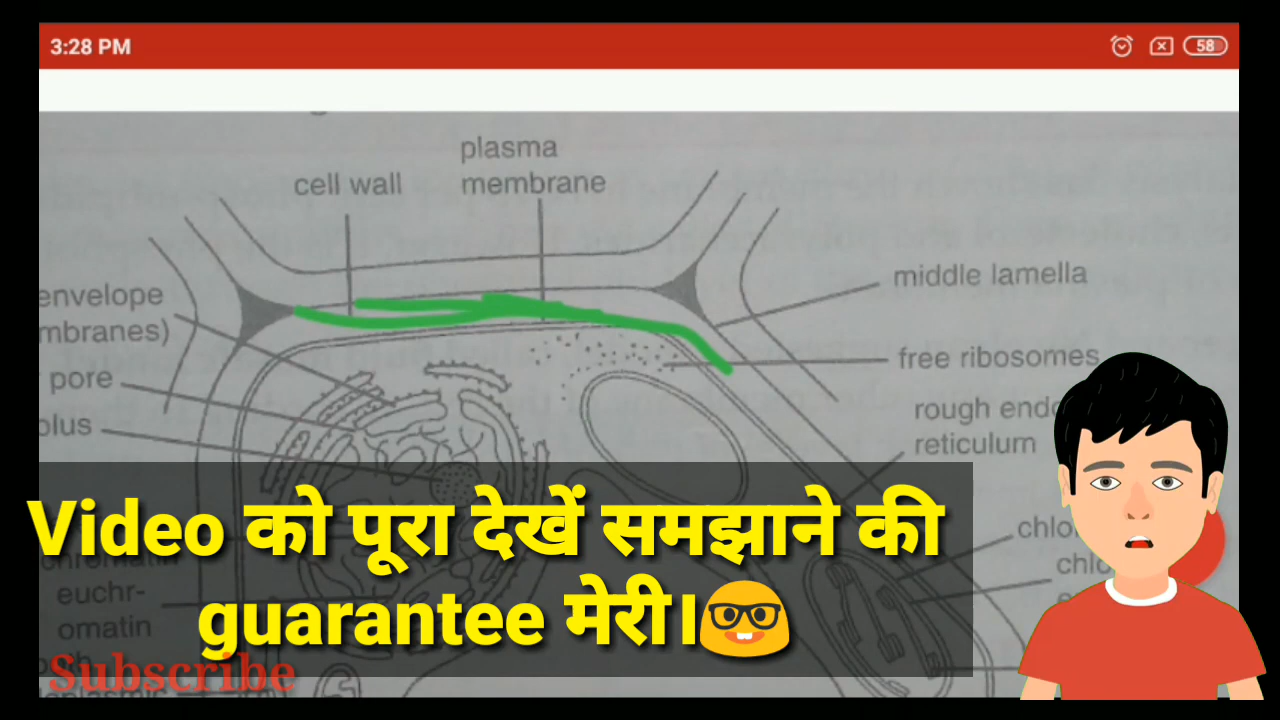 3:28 PM
58
plasma
membrane
cell wall
middle lamella
envelope
mbranes)
free ribosomes
pore
rough endo
reticulum
olus
Video को पूरा देखें समझाने की
guarantee मेरी।
chromatin
euchr-
omatin
Subscribe